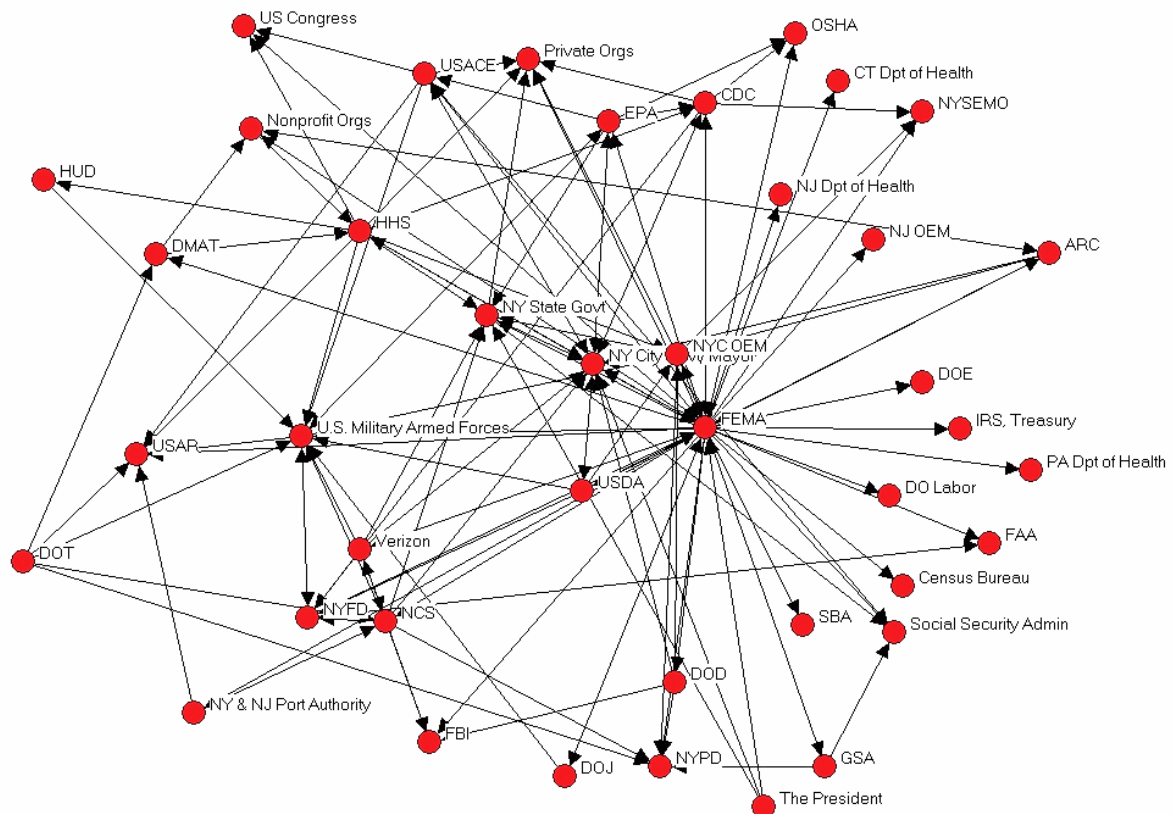 US Congress
OSHA
Private Orgs
USACE
CT Dpt of Health
CDC
NYSEMO
EPA
Nonprofit Orgs
HUD
NJ Dpt of Health
HHS
NJ OEM
DMAT
ARC
NY State Govt
NYC OEM
NY City Mayor
DOE
FEMA
IRS, Treasury
U.S. Military Armed Forces
USAR
PA Dpt of Health
USDA
DO Labor
Verizon
FAA
DOT
Census Bureau
NYFD
NCS
SBA
Social Security Admin
DOD
NY & NJ Port Authority
FBI
NYPD
GSA
DOJ
The President